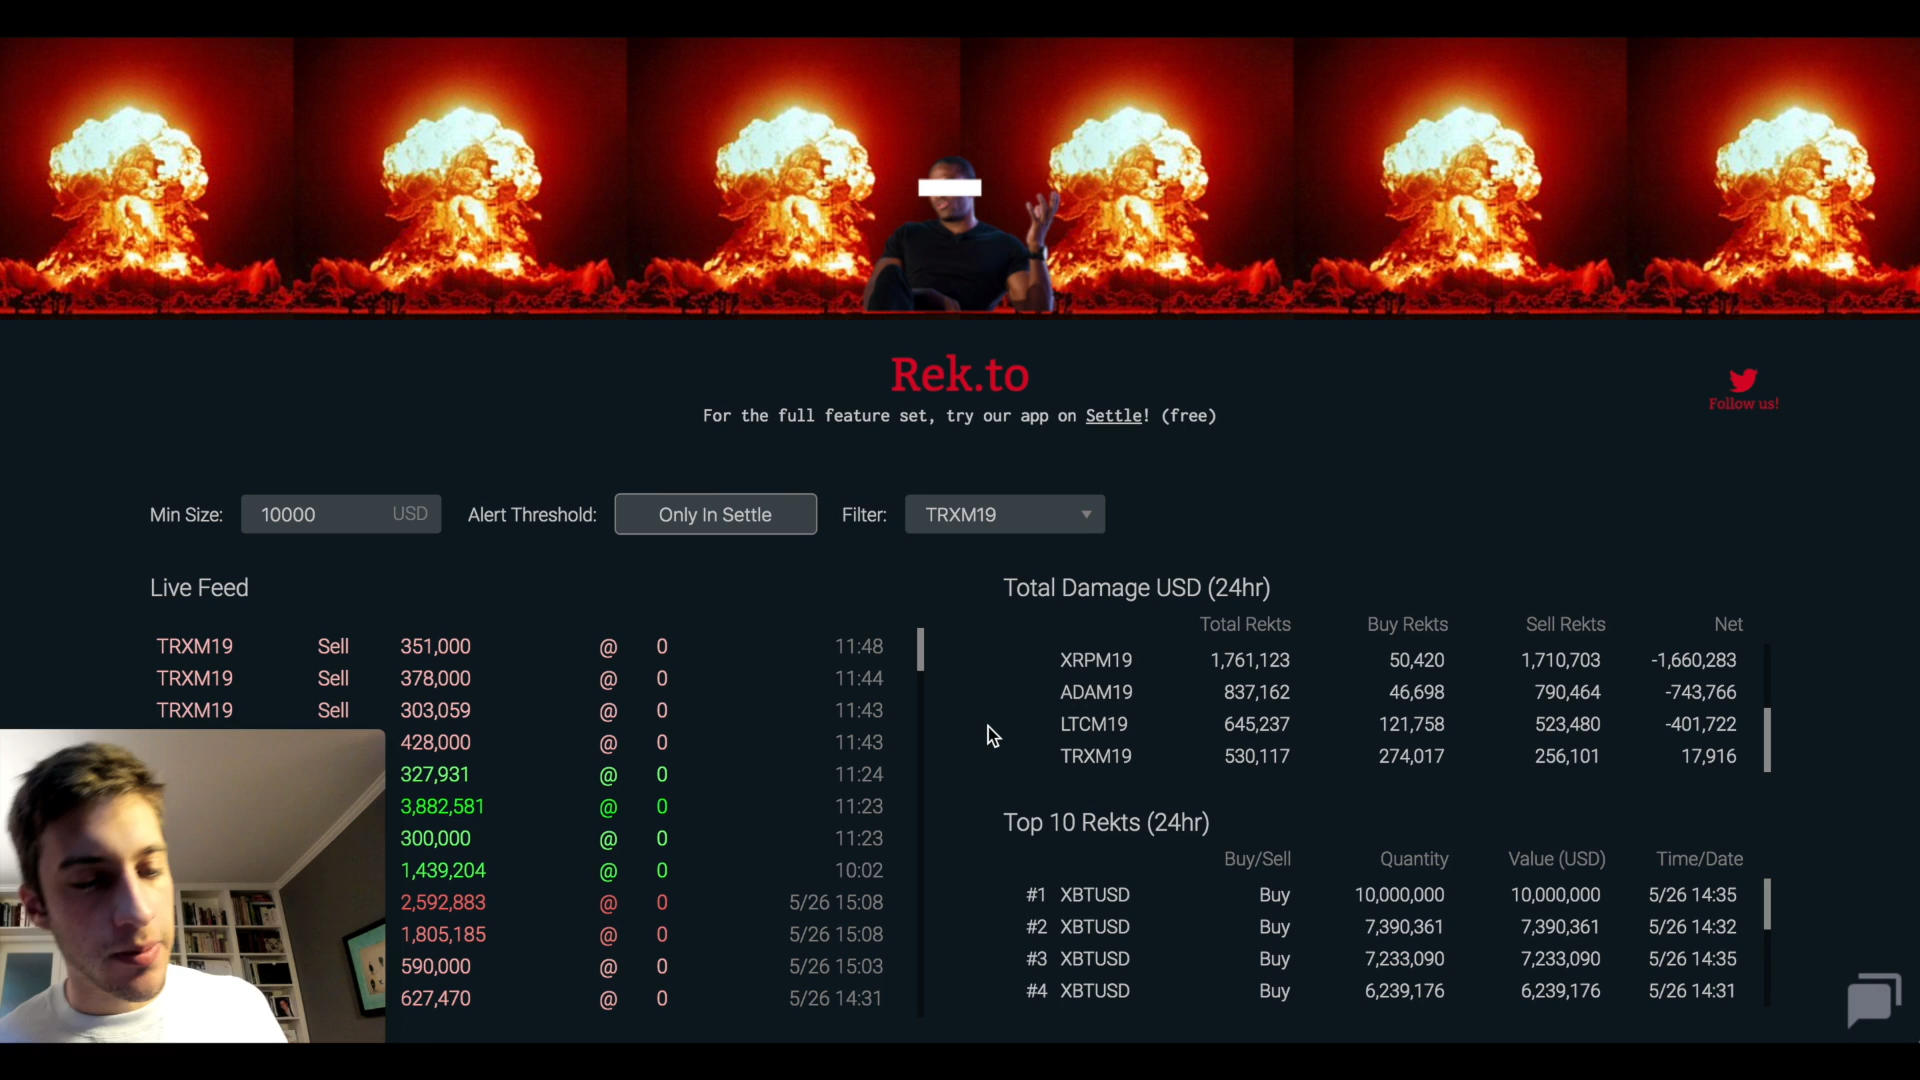 Rek.to
For the full feature set, try our app on Settle! (free)
Follow us!
Min Size: 10000 USD Alert Threshold: Only In Settle Filter: TRXM19
Live Feed
TRXM19 Sell 351,000 @ 0 11:48
TRXM19 Sell 378,000 @ 0 11:44
TRXM19 Sell 303,059 @ 0 11:43
428,000 @ 0 11:43
327,931 @ 0 11:24
3,882,581 @ 0 11:23
300,000 @ 0 11:23
1,439,204 @ 0 10:02
2,592,883 @ 0 5/26 15:08
1,805,185 @ 0 5/26 15:08
590,000 @ 0 5/26 15:03
627,470 @ 0 5/26 14:31
Total Damage USD (24hr)
Total Rekts Buy Rekts Sell Rekts Net
XRPM19 1,761,123 50,420 1,710,703 -1,660,283
ADAM19 837,162 46,698 790,464 -743,766
LTCM19 645,237 121,758 523,480 -401,722
TRXM19 530,117 274,017 256,101 17,916
Top 10 Rekts (24hr)
Buy/Sell Quantity Value (USD) Time/Date
#1 XBTUSD Buy 10,000,000 10,000,000 5/26 14:35
#2 XBTUSD Buy 7,390,361 7,390,361 5/26 14:32
#3 XBTUSD Buy 7,233,090 7,233,090 5/26 14:35
#4 XBTUSD Buy 6,239,176 6,239,176 5/26 14:31